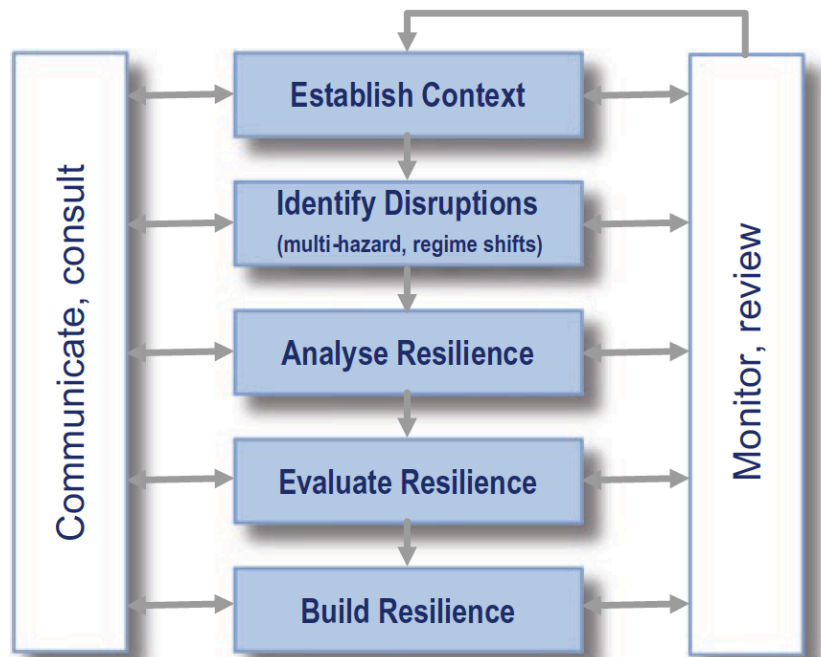 Establish Context
Identify Disruptions
(multi-hazard, regime shifts)
Analyse Resilience
Evaluate Resilience
Build Resilience
Communicate, consult
Monitor, review